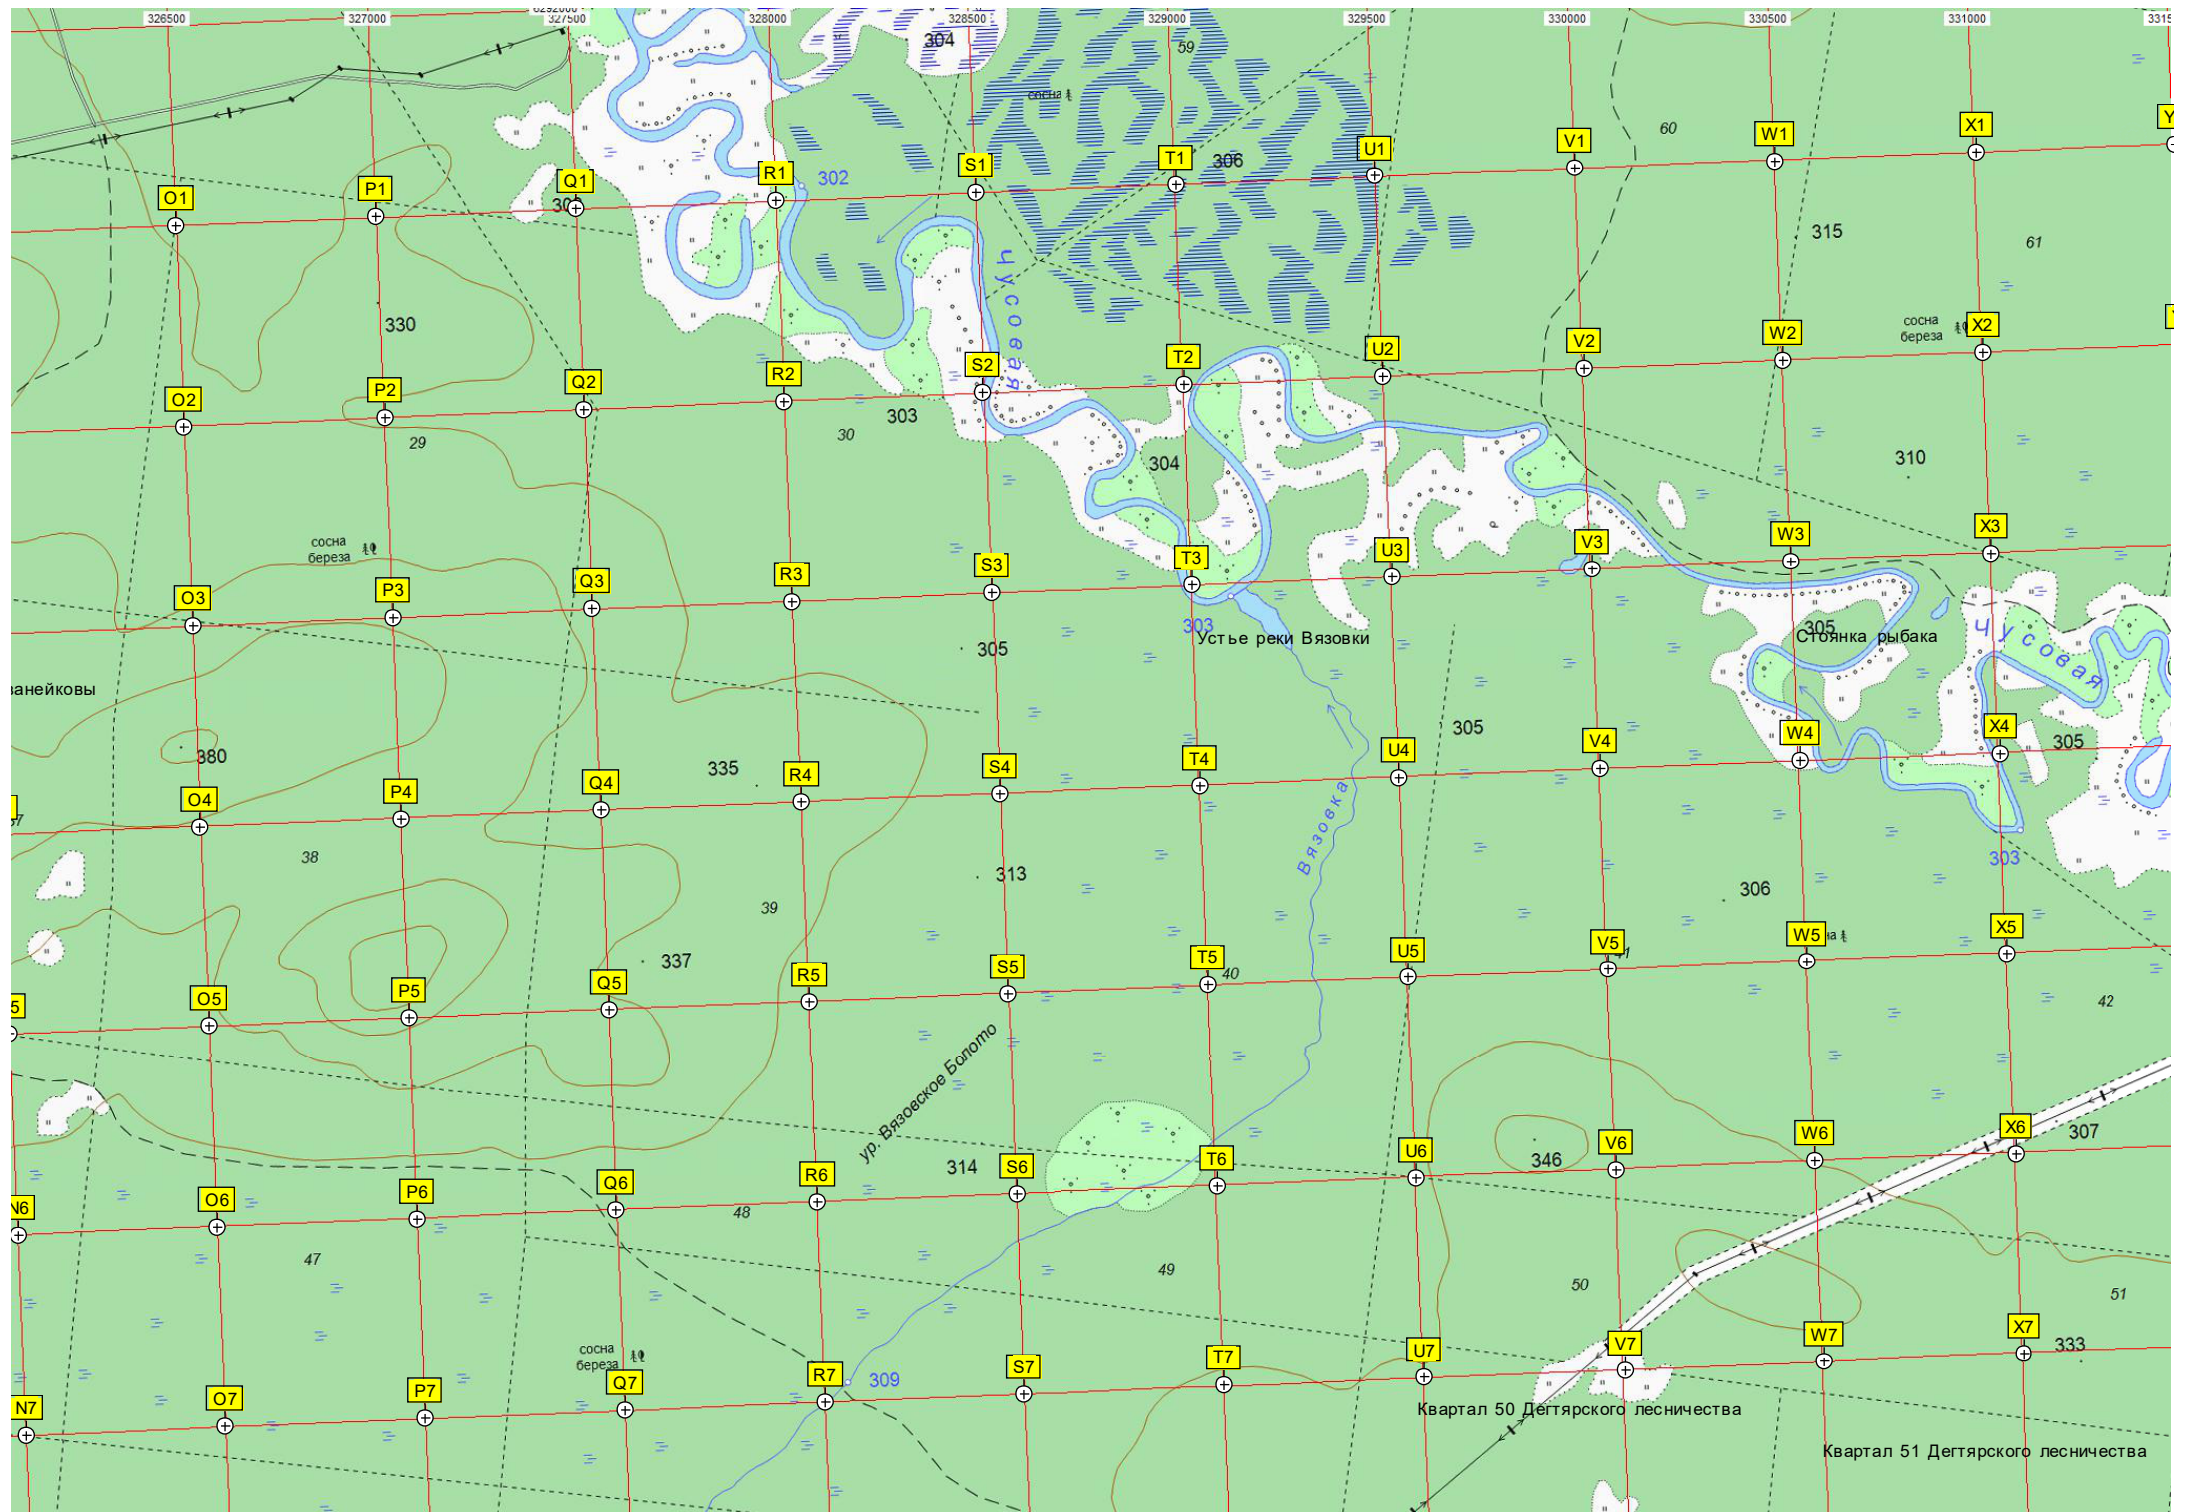 326500 327000 327500 328000 328500 329000 329500 330000 330500 331000
6292000
304
59
сосна
60
O1 P1 Q1 R1 S1 T1 U1 V1 W1 X1
302
306
315
61
330
Чусовая
сосна
береза
O2 P2 Q2 R2 S2 T2 U2 V2 W2 X2
29
30
303
304
310
сосна
береза
O3 P3 Q3 R3 S3 T3 U3 V3 W3 X3
303
Устье реки Вязовки
305
305
Стоянка рыбака
Чусовая
380
335
305
305
O4 P4 Q4 R4 S4 T4 U4 V4 W4 X4
Вязовка
38
39
313
306
303
337
40
42
O5 P5 Q5 R5 S5 T5 U5 V5 W5 X5
ур. Вязовское Болото
314
346
307
N6 O6 P6 Q6 R6 S6 T6 U6 V6 W6 X6
47
48
49
50
51
сосна
береза
309
333
N7 O7 P7 Q7 R7 S7 T7 U7 V7 W7 X7
Квартал 50 Дегтярского лесничества
Квартал 51 Дегтярского лесничества